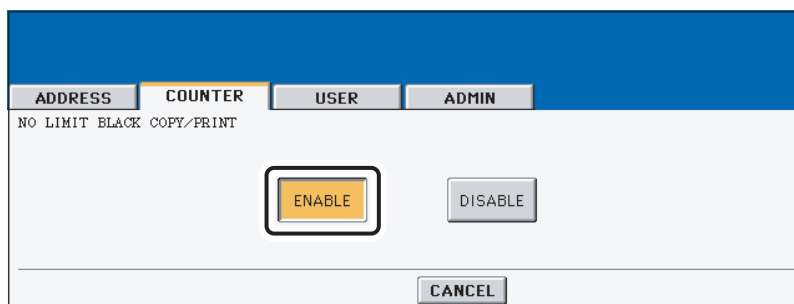 ADDRESS COUNTER USER ADMIN
NO LIMIT BLACK COPY/PRINT
ENABLE DISABLE
CANCEL